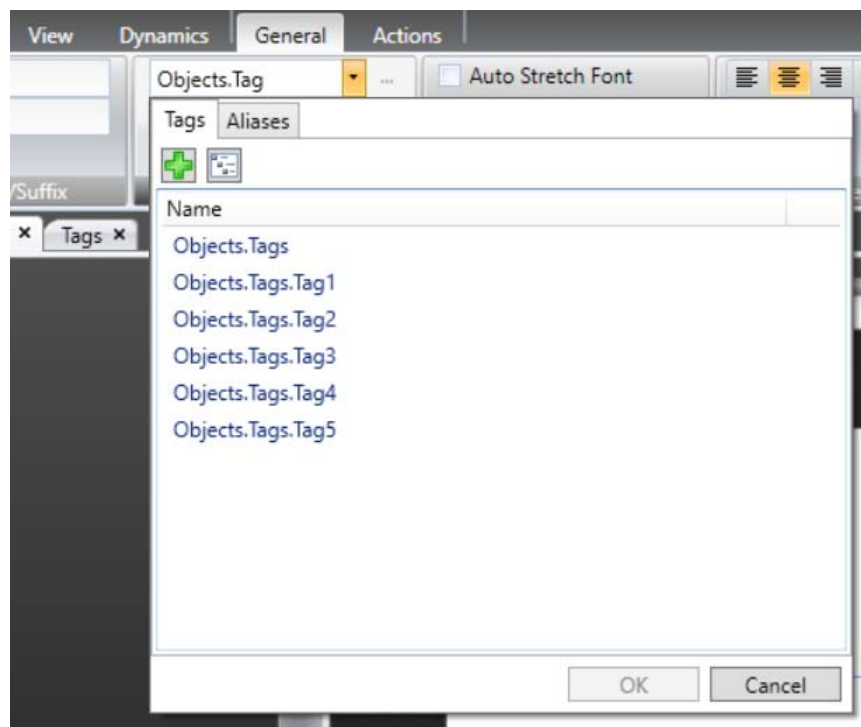 View Dynamics General Actions
Objects.Tag ... Auto Stretch Font
Tags Aliases
/Suffix
Name
Tags
Objects.Tags
Objects.Tags.Tag1
Objects.Tags.Tag2
Objects.Tags.Tag3
Objects.Tags.Tag4
Objects.Tags.Tag5
OK Cancel